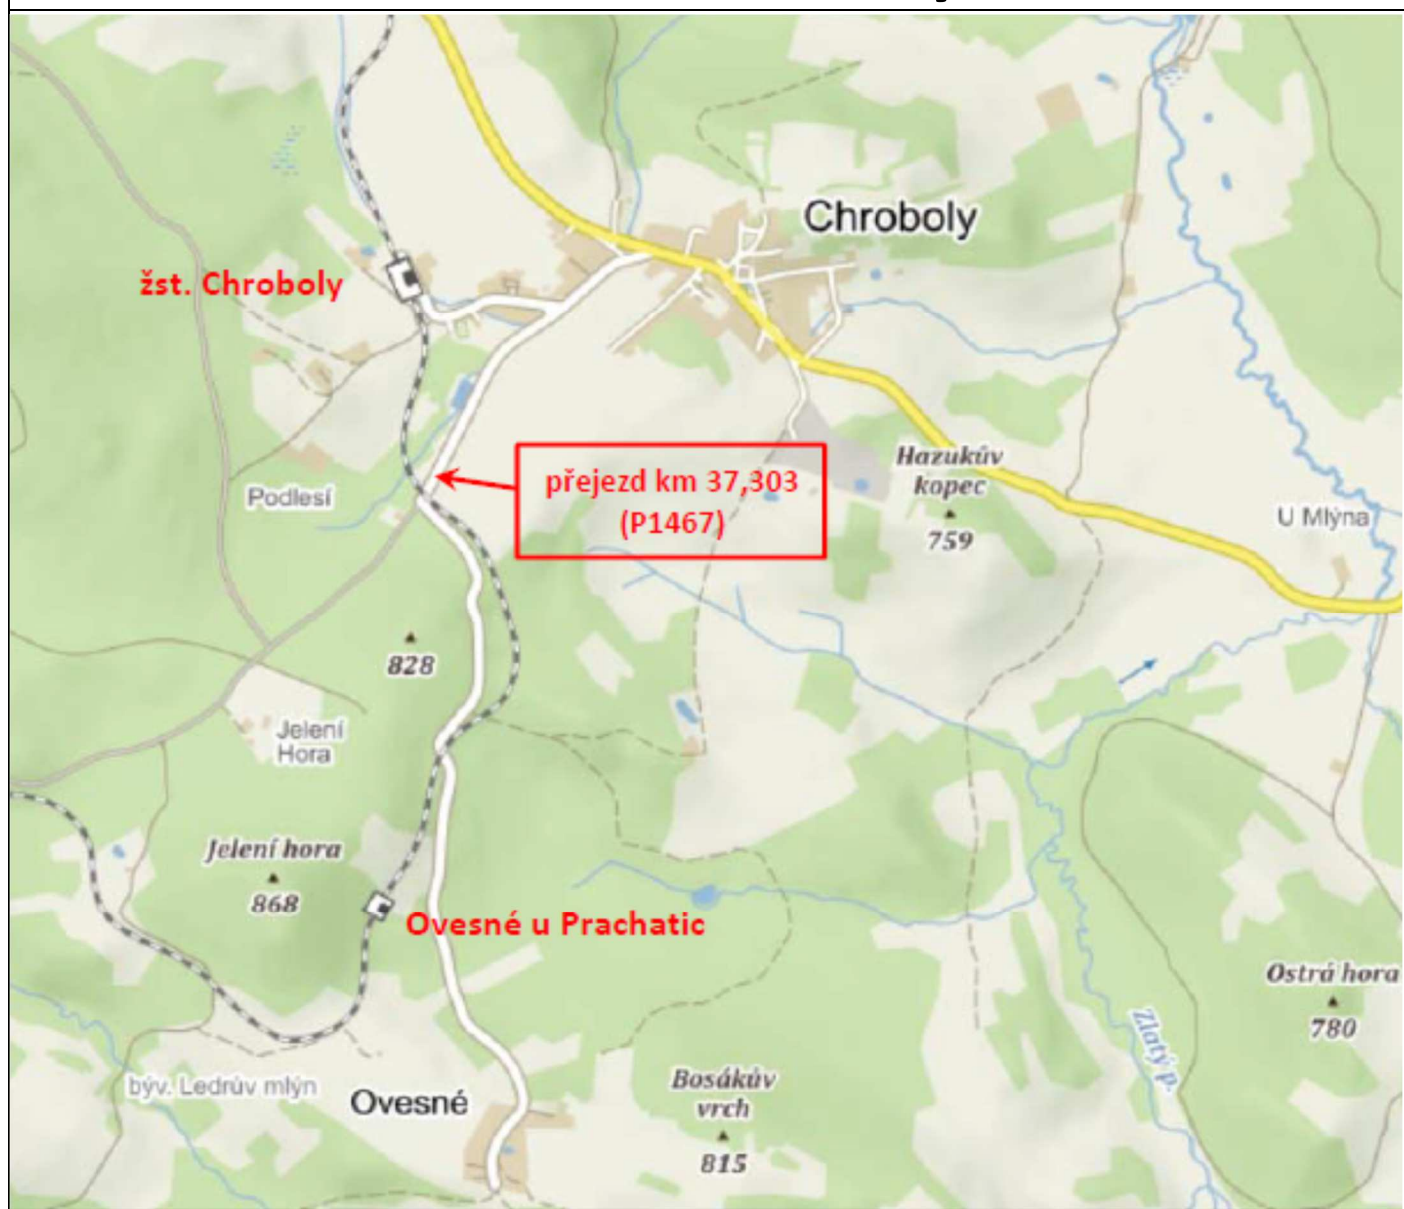 Chroboly
žst. Chroboly
Hazukův
kopec
759
přejezd km 37,303
(P1467)
Podlesí
U Mlýna
828
Jelení
Hora
Jelení hora
868
Ovesné u Prachatic
Ostrá hora
780
Zlatý p.
býv. Ledrův mlýn
Ovesné
Bosákův
vrch
815